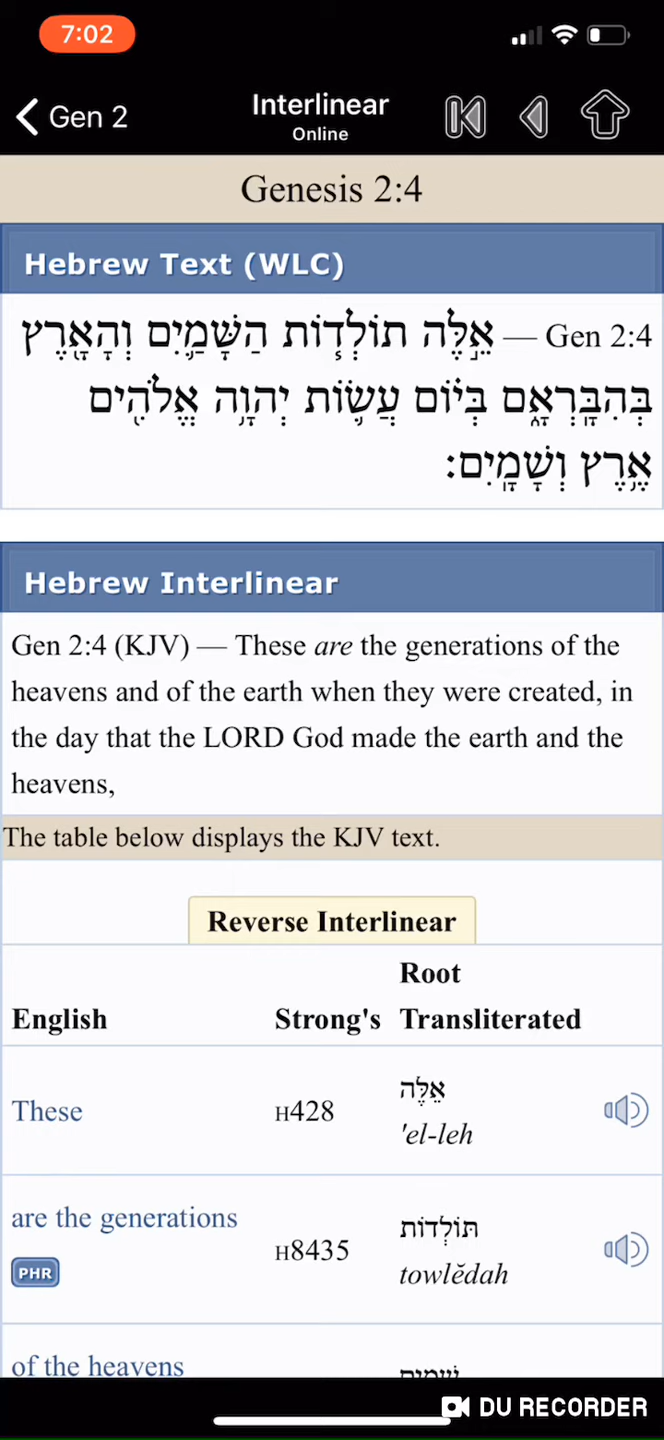 7:02
Gen 2
Interlinear
Online
Genesis 2:4
Hebrew Text (WLC)
Gen 2:4 — אֵ֣לֶּה תוֹלְד֧וֹת הַשָּׁמַ֛יִם וְהָאָ֖רֶץ
בְּהִבָּֽרְאָ֑ם בְּי֗וֹם עֲשׂ֛וֹת יְהוָ֥ה אֱלֹהִ֖ים
אֶ֥רֶץ וְשָׁמָֽיִם׃
Hebrew Interlinear
Gen 2:4 (KJV) — These are the generations of the
heavens and of the earth when they were created, in
the day that the LORD God made the earth and the
heavens,
The table below displays the KJV text.
Reverse Interlinear
English Strong's Root Transliterated
These H428 אֵלֶּה
'el-leh
are the generations H8435 תּוֹלְדוֹת
PHR towlĕdah
of the heavens
DU RECORDER